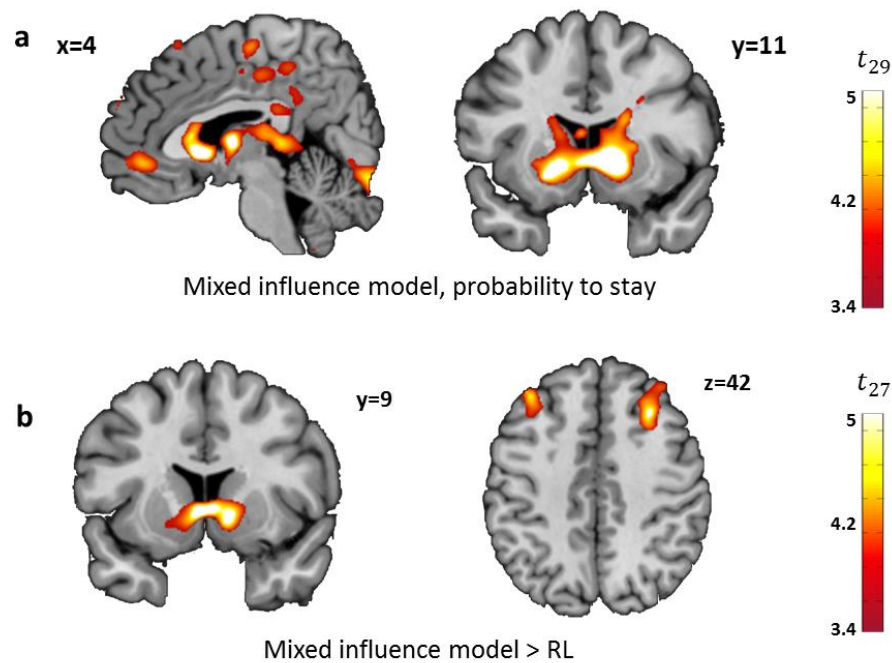 a
x=4
y=11
t29
5
4.2
3.4
Mixed influence model, probability to stay
b
y=9
z=42
t27
5
4.2
3.4
Mixed influence model > RL